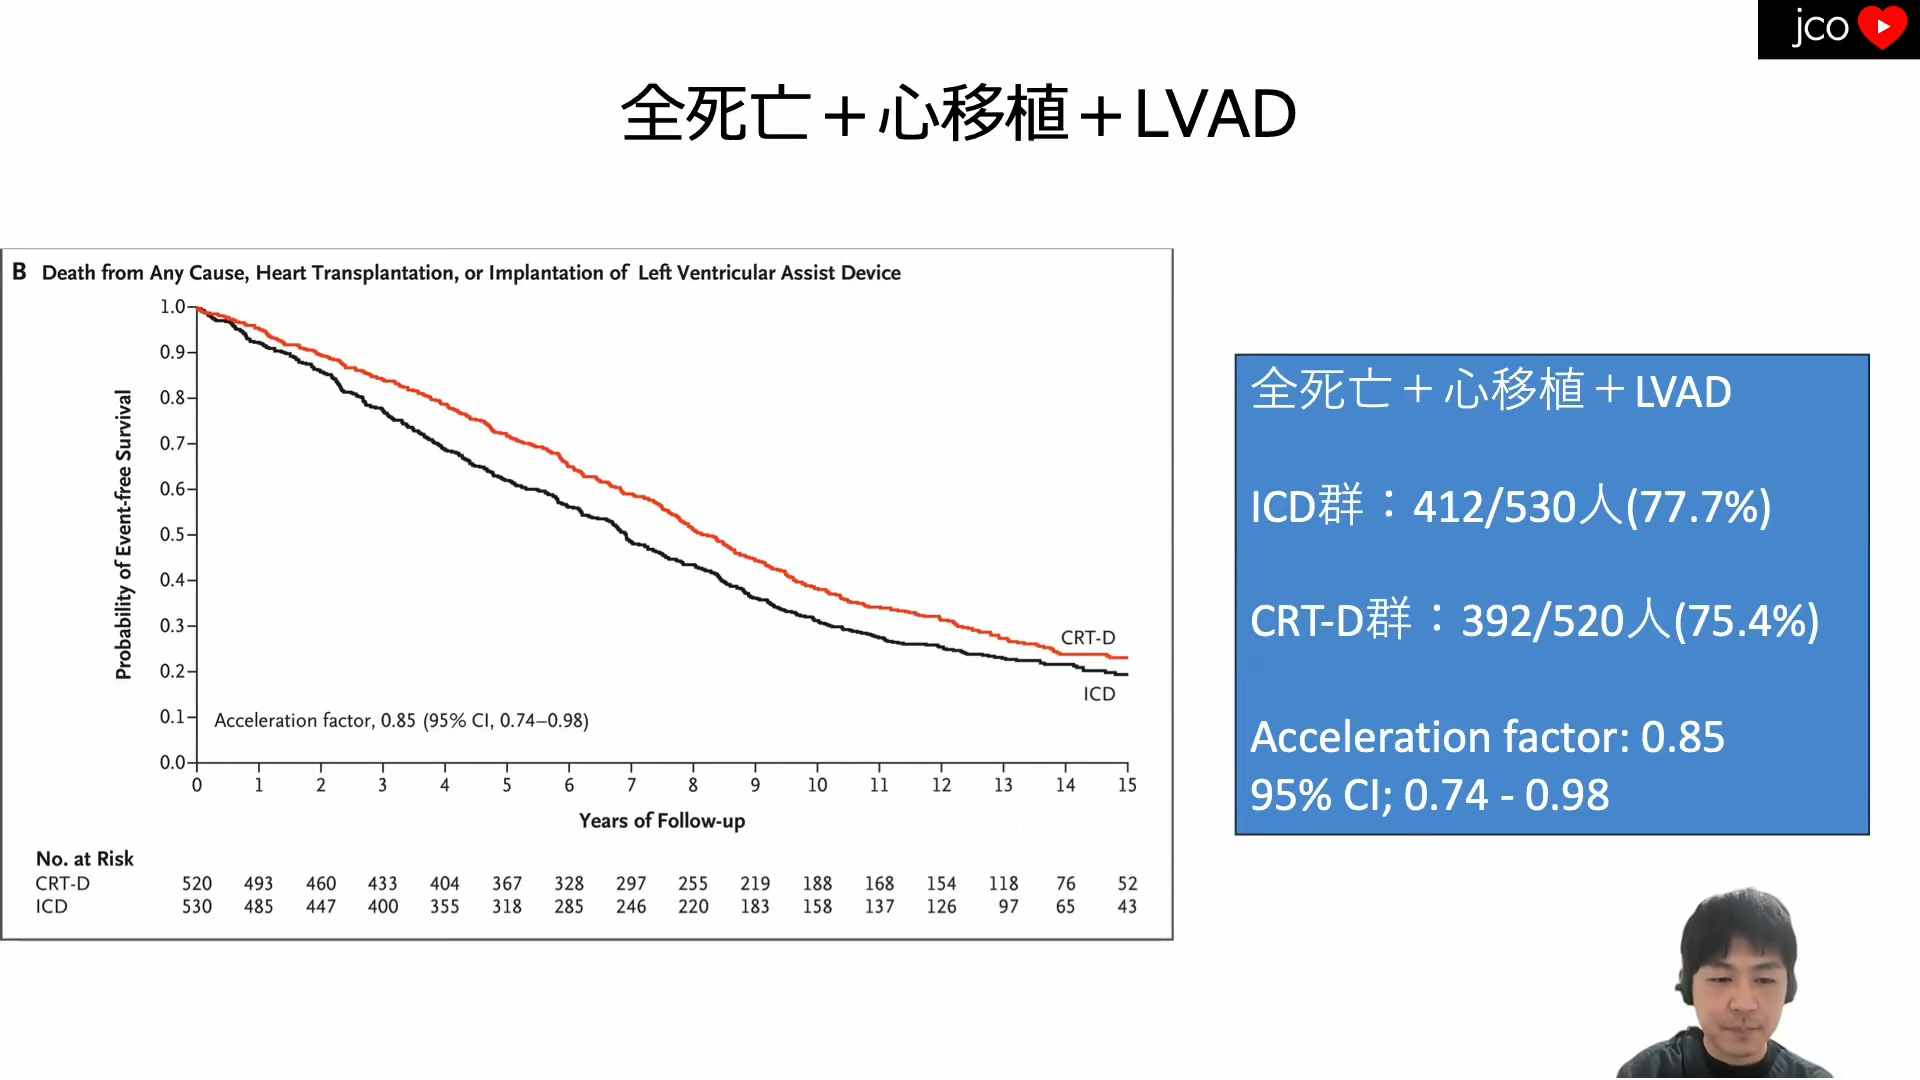 jco
全死亡＋心移植＋LVAD
B Death from Any Cause, Heart Transplantation, or Implantation of Left Ventricular Assist Device
Probability of Event-free Survival
1.0
0.9
0.8
0.7
0.6
0.5
0.4
0.3
0.2
0.1
0.0
CRT-D
ICD
Acceleration factor, 0.85 (95% CI, 0.74–0.98)
0 1 2 3 4 5 6 7 8 9 10 11 12 13 14 15
Years of Follow-up
No. at Risk
CRT-D 520 493 460 433 404 367 328 297 255 219 188 168 154 118 76 52
ICD 530 485 447 400 355 318 285 246 220 183 158 137 126 97 65 43
全死亡＋心移植＋LVAD
ICD群：412/530人(77.7%)
CRT-D群：392/520人(75.4%)
Acceleration factor: 0.85
95% CI; 0.74 - 0.98